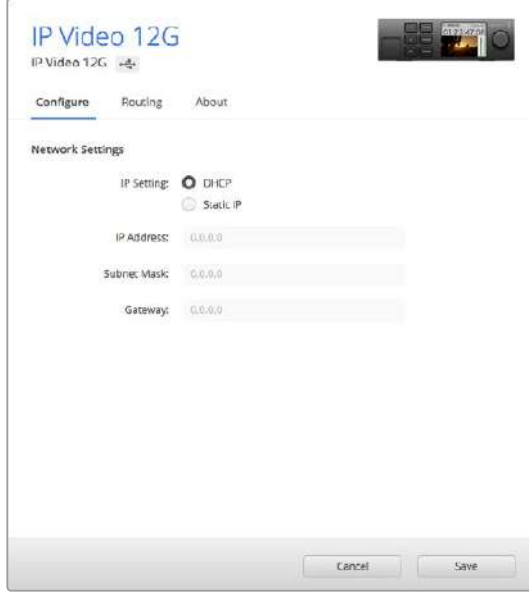 IP Video 12G
IP Video 12G
Configure Routing About
Network Settings
IP Setting: DHCP
Static IP
IP Address: 0.0.0.0
Subnet Mask: 0.0.0.0
Gateway: 0.0.0.0
Cancel Save